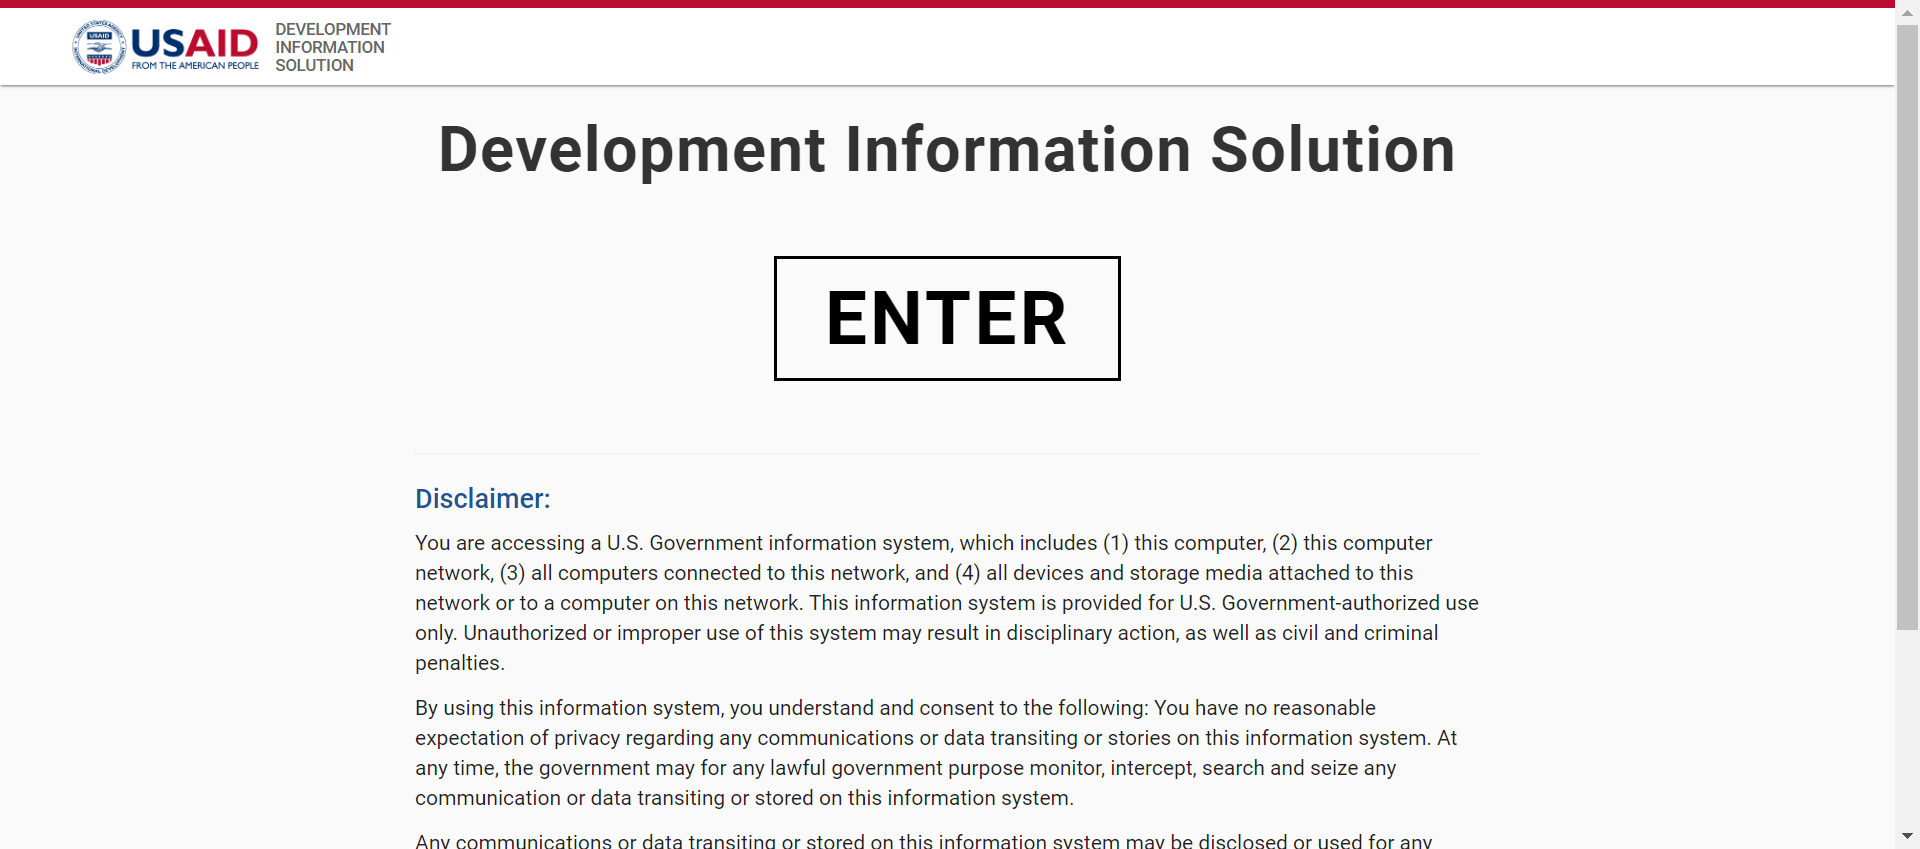 USAID
FROM THE AMERICAN PEOPLE
DEVELOPMENT
INFORMATION
SOLUTION
Development Information Solution
ENTER
Disclaimer:
You are accessing a U.S. Government information system, which includes (1) this computer, (2) this computer
network, (3) all computers connected to this network, and (4) all devices and storage media attached to this
network or to a computer on this network. This information system is provided for U.S. Government-authorized use
only. Unauthorized or improper use of this system may result in disciplinary action, as well as civil and criminal
penalties.
By using this information system, you understand and consent to the following: You have no reasonable
expectation of privacy regarding any communications or data transiting or stories on this information system. At
any time, the government may for any lawful government purpose monitor, intercept, search and seize any
communication or data transiting or stored on this information system.
Any communications or data transiting or stored on this information system may be disclosed or used for any